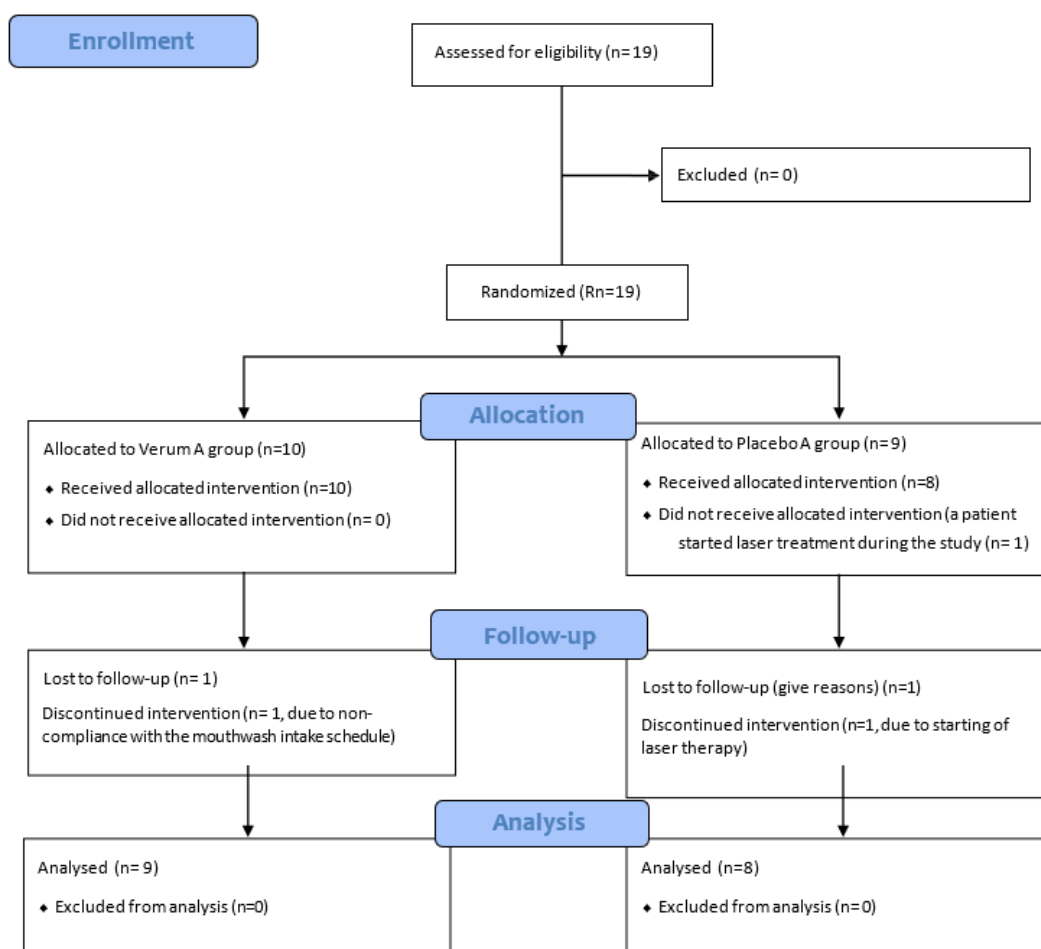 Enrollment
Assessed for eligibility (n= 19)
Excluded (n= 0)
Randomized (Rn=19)
Allocation
Allocated to Verum A group (n=10)
⬥ Received allocated intervention (n=10)
⬥ Did not receive allocated intervention (n= 0)
Allocated to Placebo A group (n= 9)
⬥ Received allocated intervention (n=8)
⬥ Did not receive allocated intervention (a patient
started laser treatment during the study (n= 1)
Follow-up
Lost to follow-up (n= 1)
Discontinued intervention (n= 1, due to non-
compliance with the mouthwash intake schedule)
Lost to follow-up (give reasons) (n=1)
Discontinued intervention (n=1, due to starting of
laser therapy)
Analysis
Analysed (n= 9)
⬥ Excluded from analysis (n=0)
Analysed (n=8)
⬥ Excluded from analysis (n= 0)